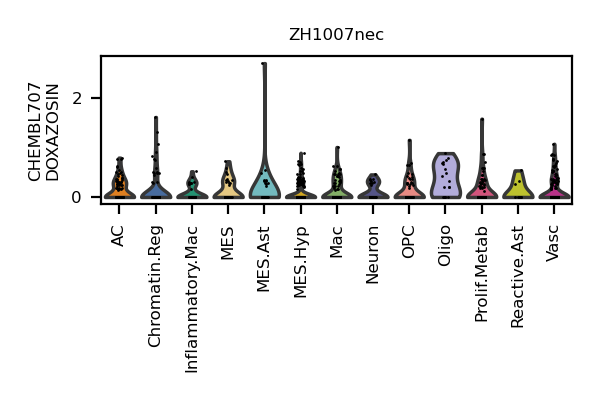 ZH1007nec
CHEMBL707
DOXAZOSIN
2
0
AC
Chromatin.Reg
Inflammatory.Mac
MES
MES.Ast
MES.Hyp
Mac
Neuron
OPC
Oligo
Prolif.Metab
Reactive.Ast
Vasc